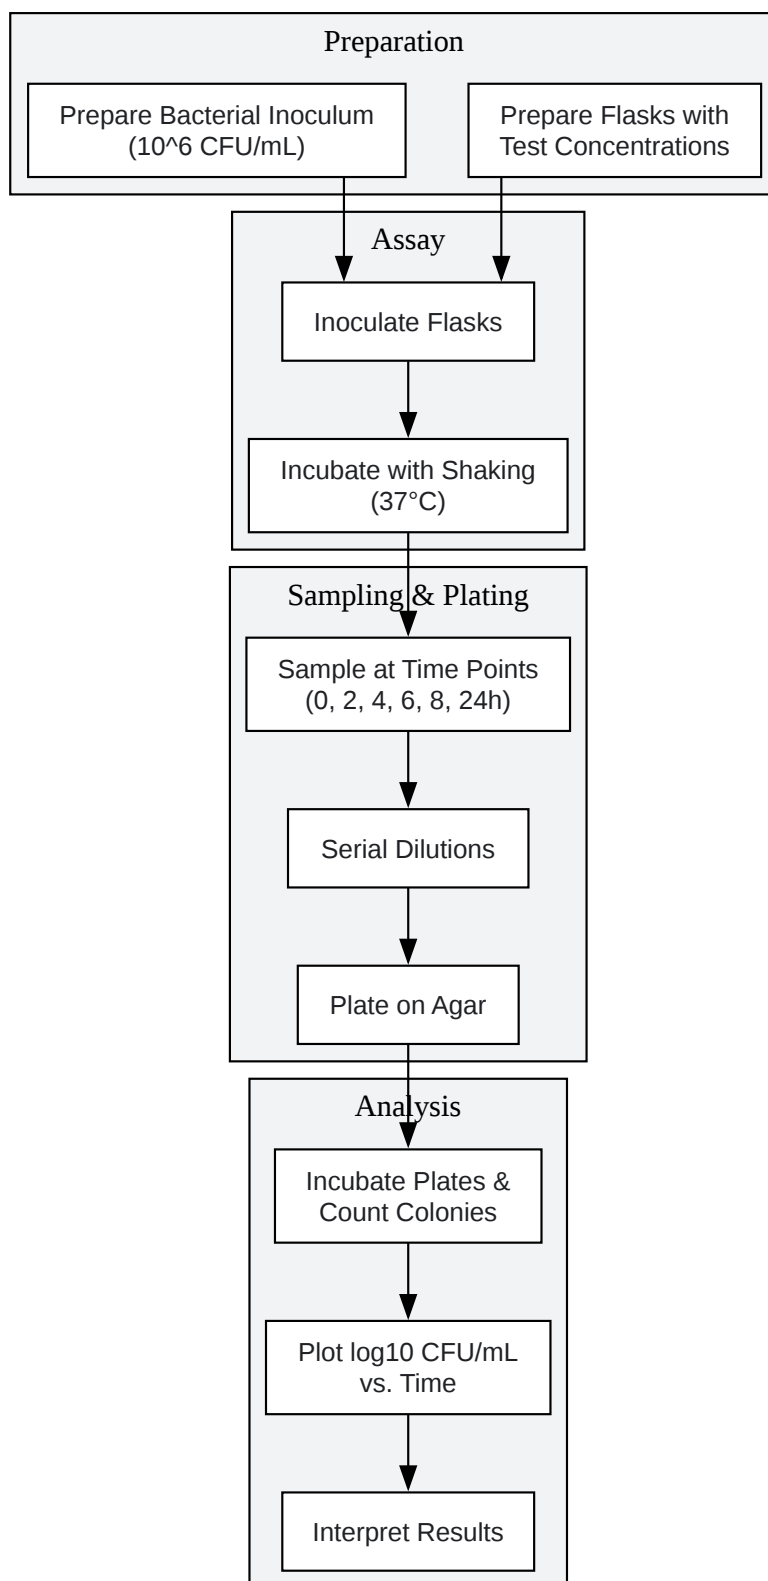 Preparation
Prepare Bacterial Inoculum
(10^6 CFU/mL)
Prepare Flasks with
Test Concentrations
Assay
Inoculate Flasks
Incubate with Shaking
(37°C)
Sampling & Plating
Sample at Time Points
(0, 2, 4, 6, 8, 24h)
Serial Dilutions
Plate on Agar
Analysis
Incubate Plates &
Count Colonies
Plot log10 CFU/mL
vs. Time
Interpret Results